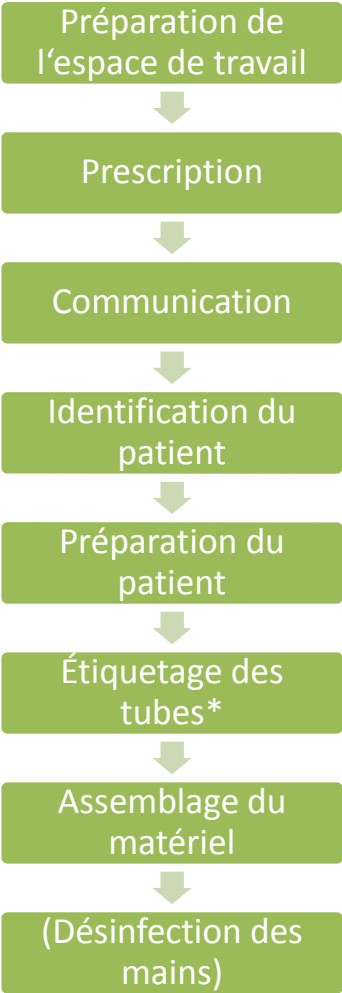 Préparation de
l‘espace de travail
Prescription
Communication
Identification du
patient
Préparation du
patient
Étiquetage des
tubes*
Assemblage du
matériel
(Désinfection des
mains)